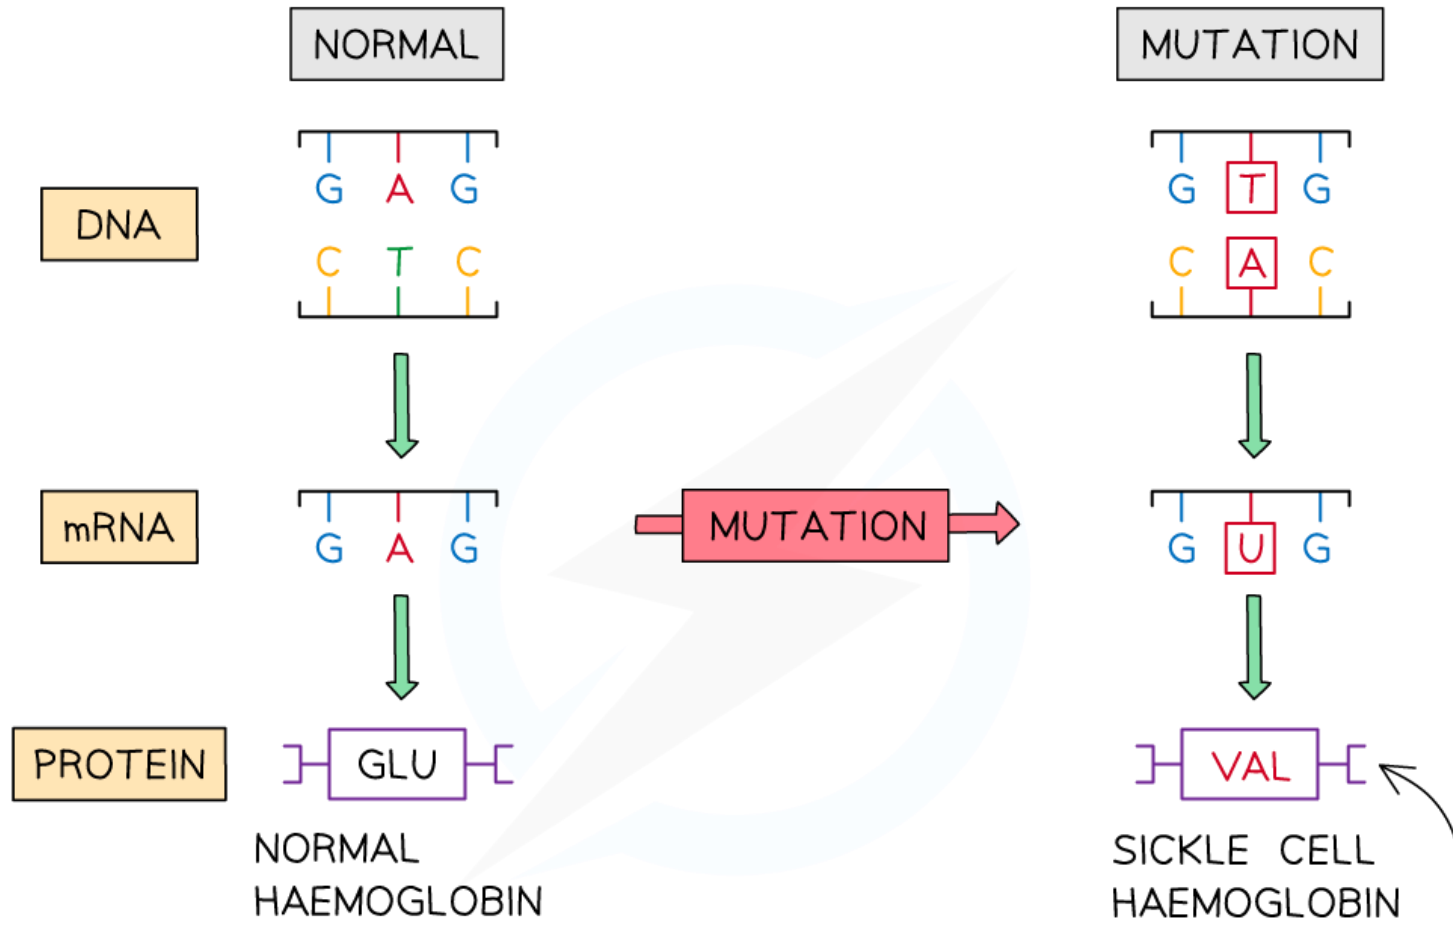 NORMAL MUTATION
G A G G T G
DNA
C T C C A C
mRNA G A G MUTATION G U G
PROTEIN GLU VAL
NORMAL SICKLE CELL
HAEMOGLOBIN HAEMOGLOBIN